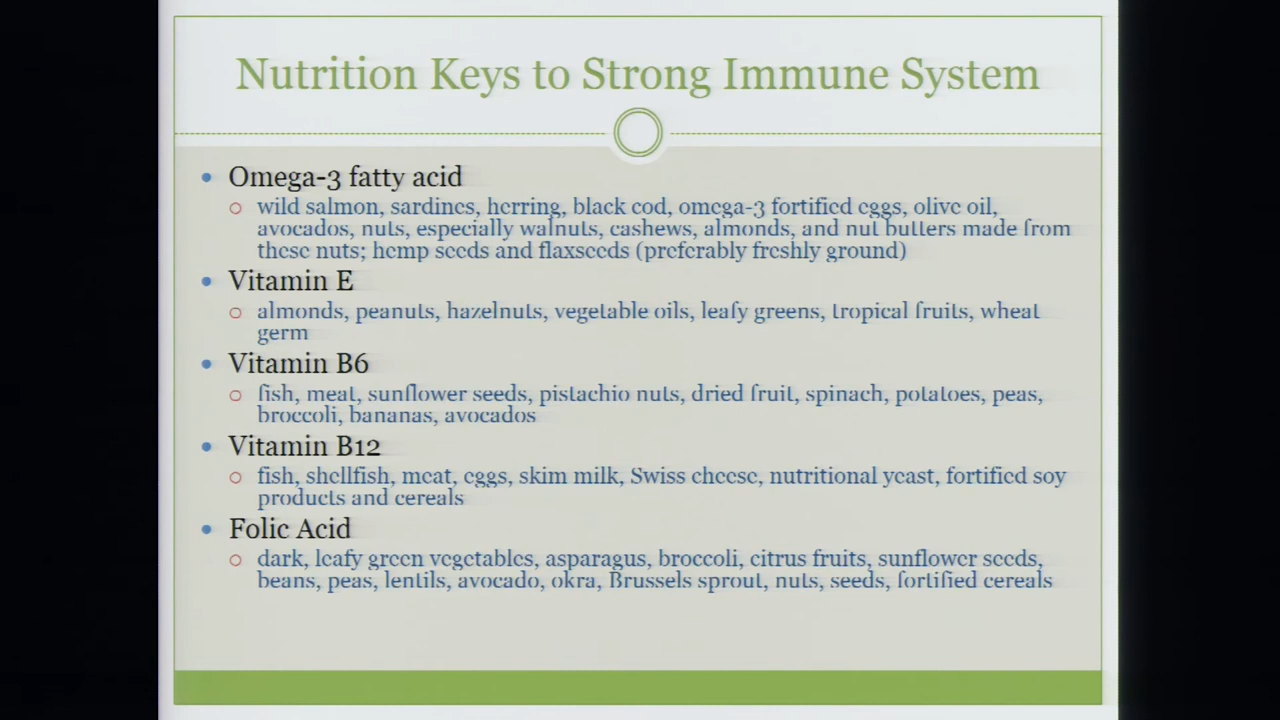 Nutrition Keys to Strong Immune System
Omega-3 fatty acid
wild salmon, sardines, herring, black cod, omega-3 fortified eggs, olive oil,
avocados, nuts, especially walnuts, cashews, almonds, and nut butters made from
these nuts; hemp seeds and flaxseeds (preferably freshly ground)
Vitamin E
almonds, peanuts, hazelnuts, vegetable oils, leafy greens, tropical fruits, wheat
germ
Vitamin B6
fish, meat, sunflower seeds, pistachio nuts, dried fruit, spinach, potatoes, peas,
broccoli, bananas, avocados
Vitamin B12
fish, shellfish, meat, eggs, skim milk, Swiss cheese, nutritional yeast, fortified soy
products and cereals
Folic Acid
dark, leafy green vegetables, asparagus, broccoli, citrus fruits, sunflower seeds,
beans, peas, lentils, avocado, okra, Brussels sprout, nuts, seeds, fortified cereals